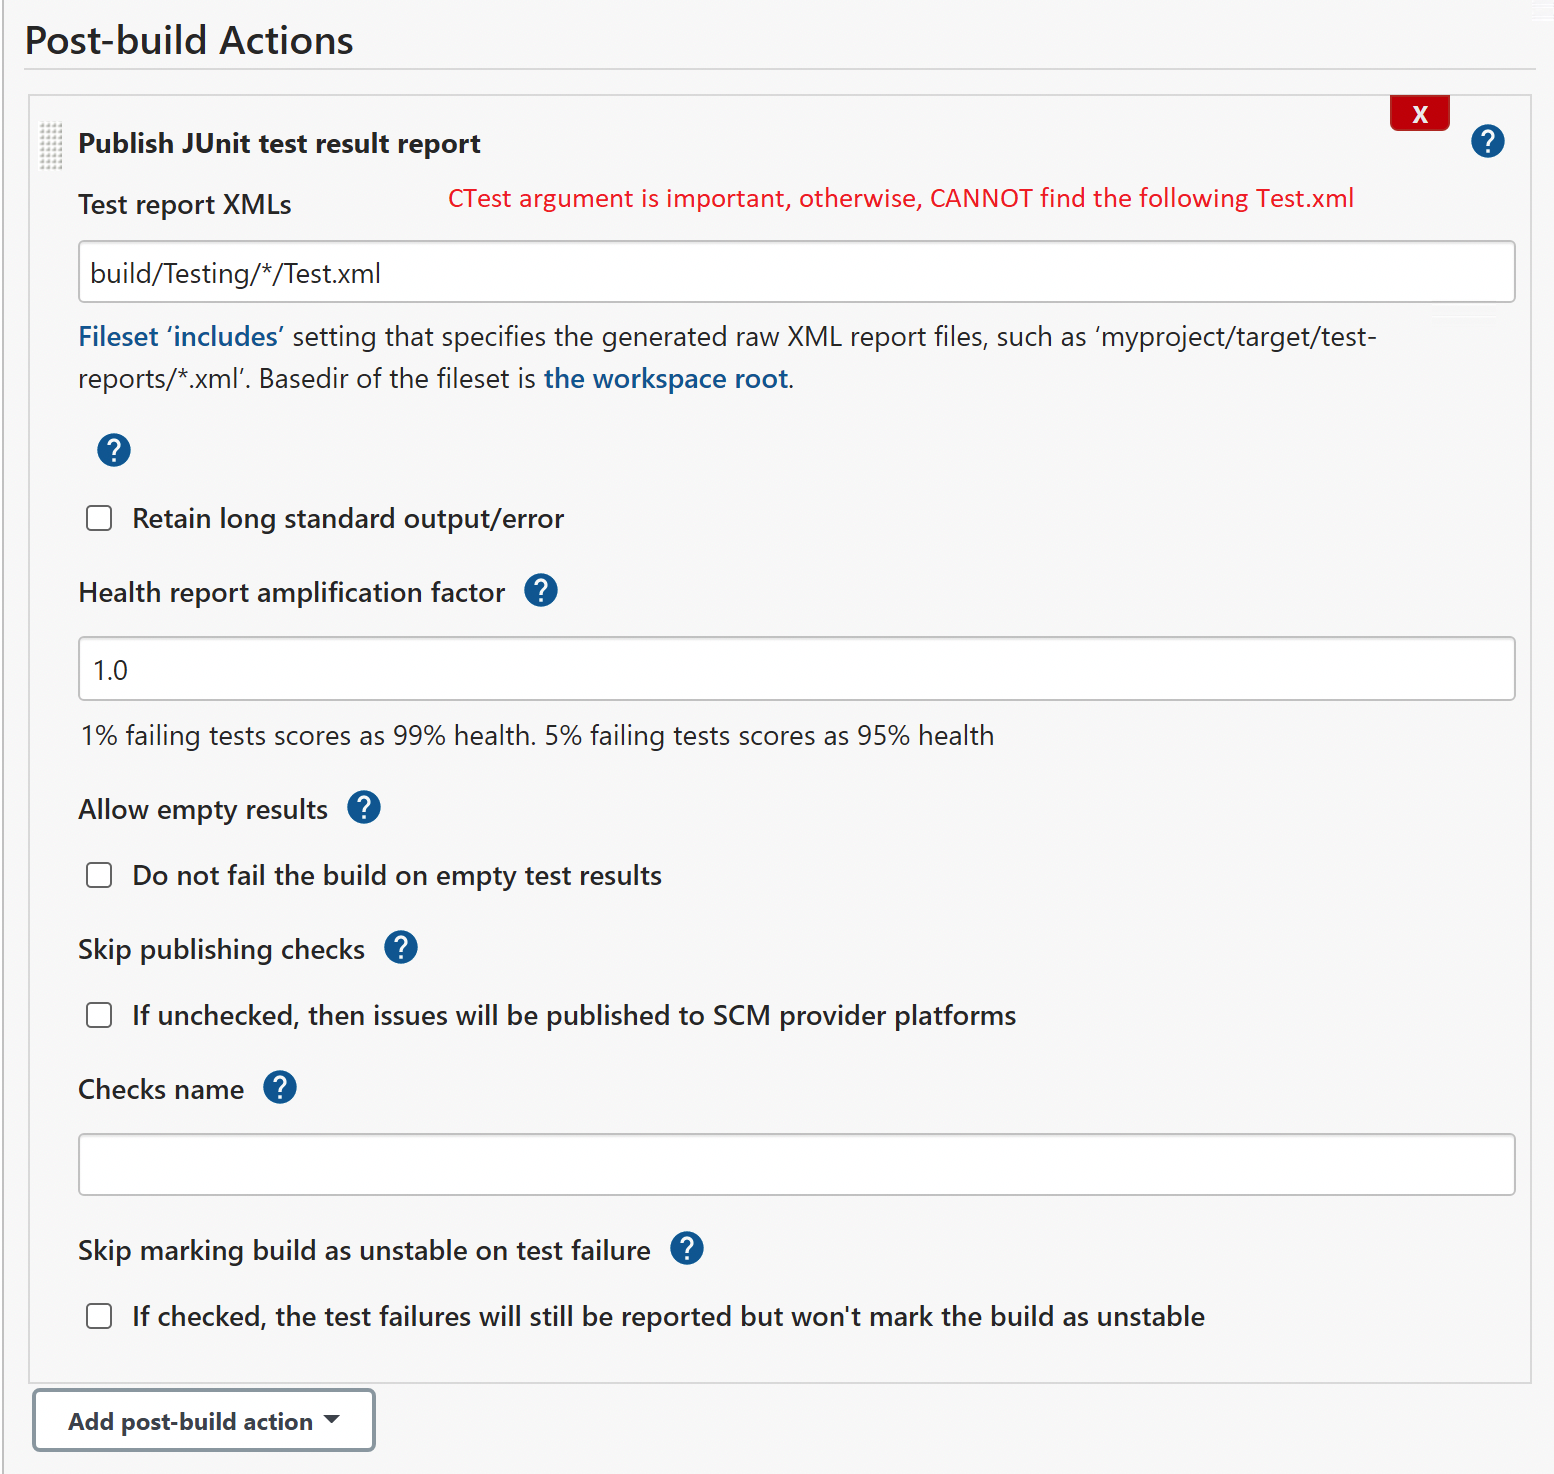 Post-build Actions
X
Publish JUnit test result report
?
Test report XMLs
CTest argument is important, otherwise, CANNOT find the following Test.xml
build/Testing/*/Test.xml
Fileset ‘includes’ setting that specifies the generated raw XML report files, such as ‘myproject/target/test-
reports/*.xml’. Basedir of the fileset is the workspace root.
?
Retain long standard output/error
Health report amplification factor ?
1.0
1% failing tests scores as 99% health. 5% failing tests scores as 95% health
Allow empty results ?
Do not fail the build on empty test results
Skip publishing checks ?
If unchecked, then issues will be published to SCM provider platforms
Checks name ?
Skip marking build as unstable on test failure ?
If checked, the test failures will still be reported but won't mark the build as unstable
Add post-build action